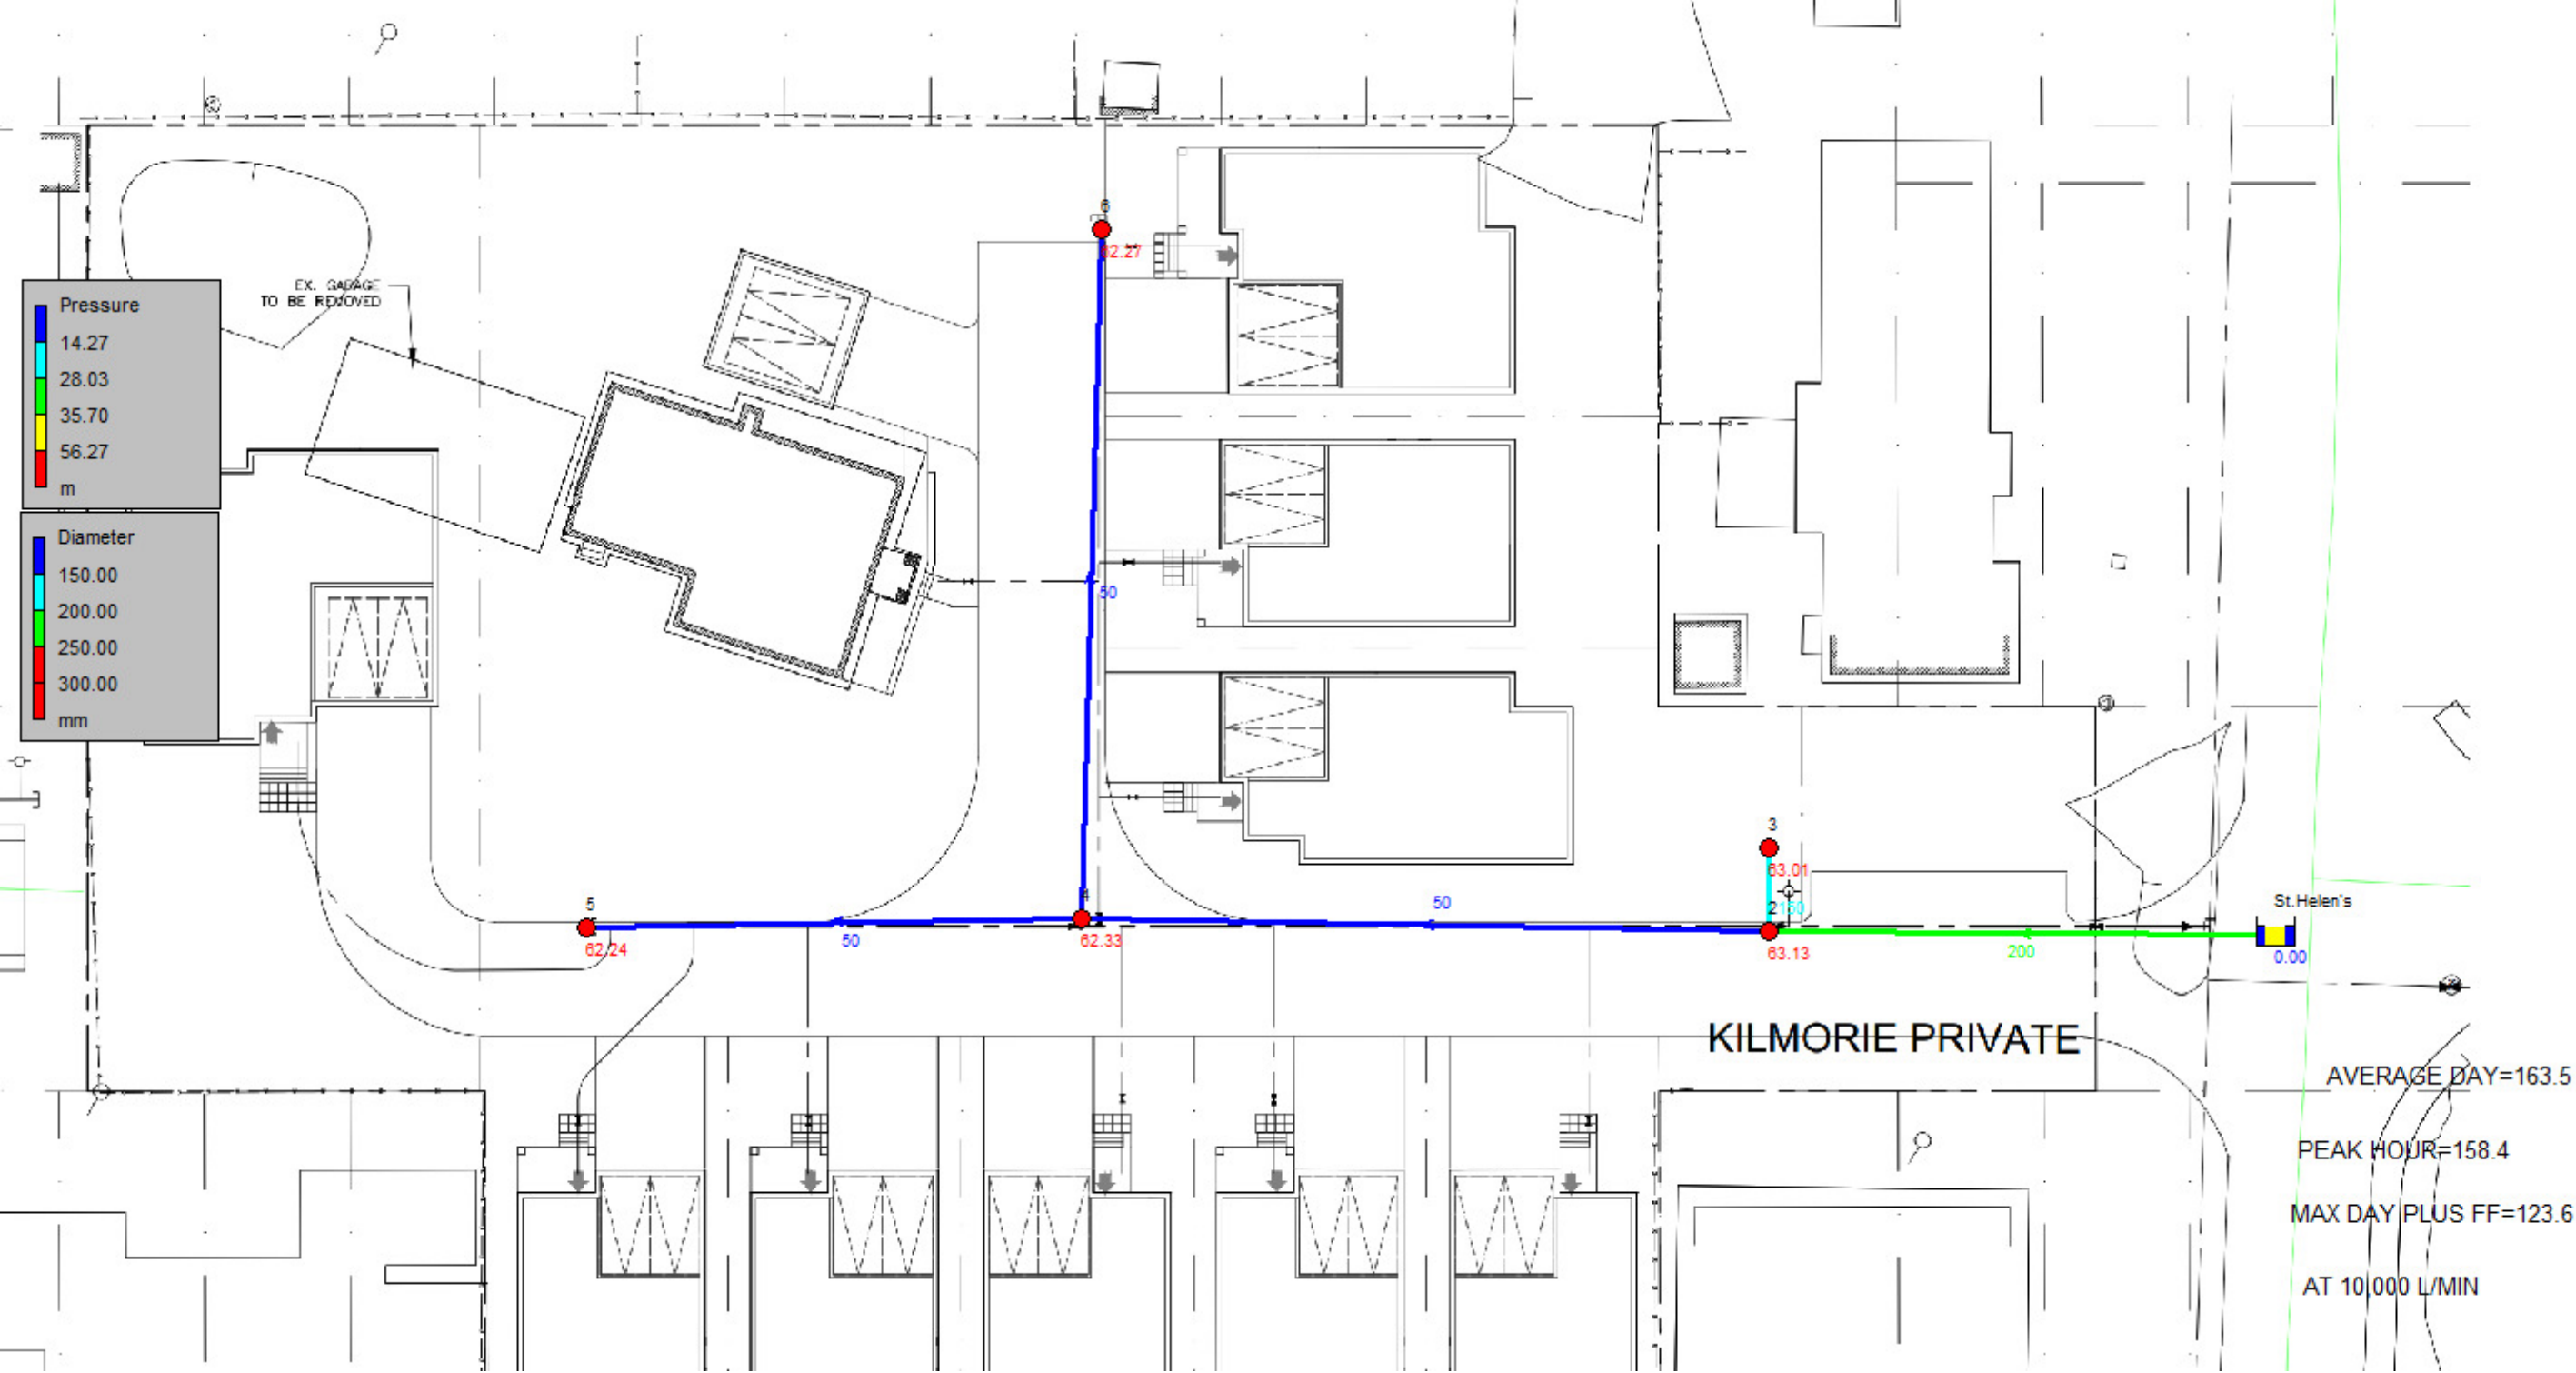 6
62.27
EX. GARAGE
TO BE REMOVED
Pressure
14.27
28.03
35.70
56.27
m
Diameter
150.00
200.00
250.00
300.00
mm
50
3
63.01
5
4
50
2
150
St.Helen's
62.24
50
62.33
63.13
200
0.00
KILMORIE PRIVATE
AVERAGE DAY=163.5
PEAK HOUR=158.4
MAX DAY PLUS FF=123.6
AT 10,000 L/MIN